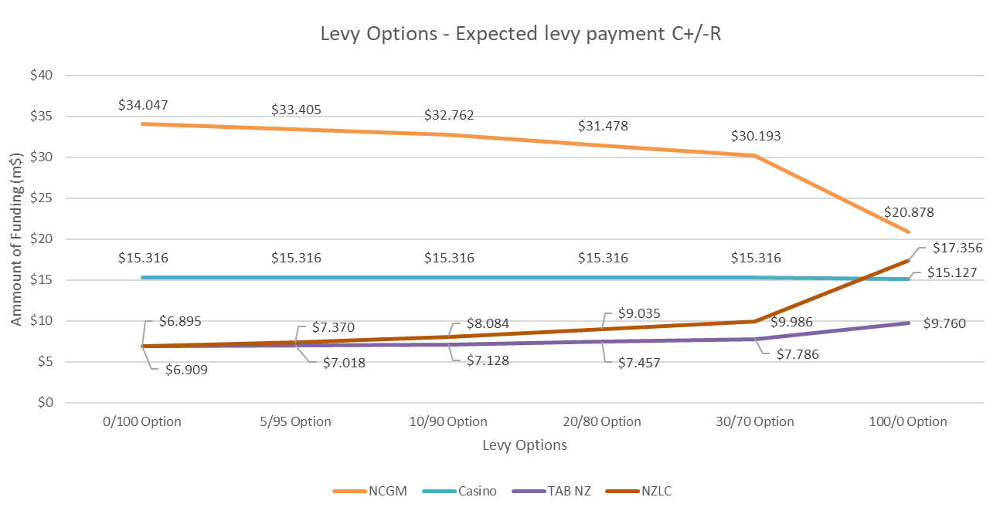 Levy Options - Expected levy payment C+/-R
Ammount of Funding (m$)
$40
$35
$30
$25
$20
$15
$10
$5
$0
$34.047
$33.405
$32.762
$31.478
$30.193
$20.878
$17.356
$15.316
$15.316
$15.316
$15.316
$15.316
$15.127
$6.895
$7.370
$8.084
$9.035
$9.986
$9.760
$6.909
$7.018
$7.128
$7.457
$7.786
0/100 Option
5/95 Option
10/90 Option
20/80 Option
30/70 Option
100/0 Option
Levy Options
NCGM
Casino
TAB NZ
NZLC